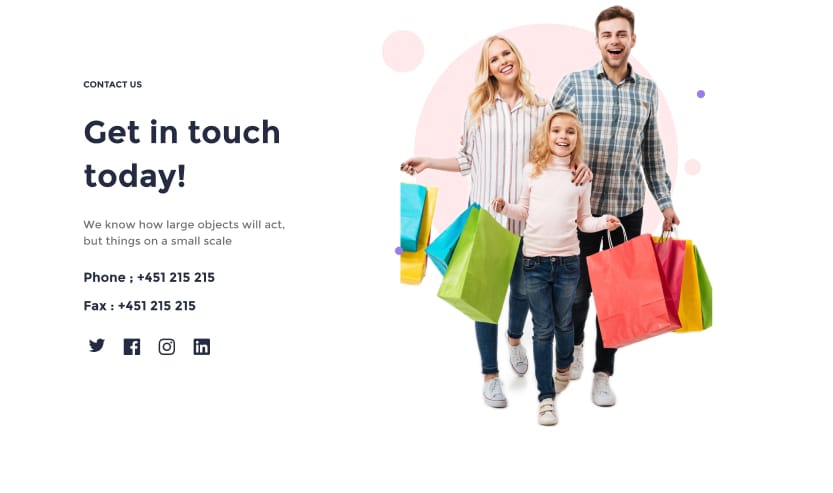 CONTACT US
Get in touch
today!
We know how large objects will act,
but things on a small scale
Phone ; +451 215 215
Fax : +451 215 215